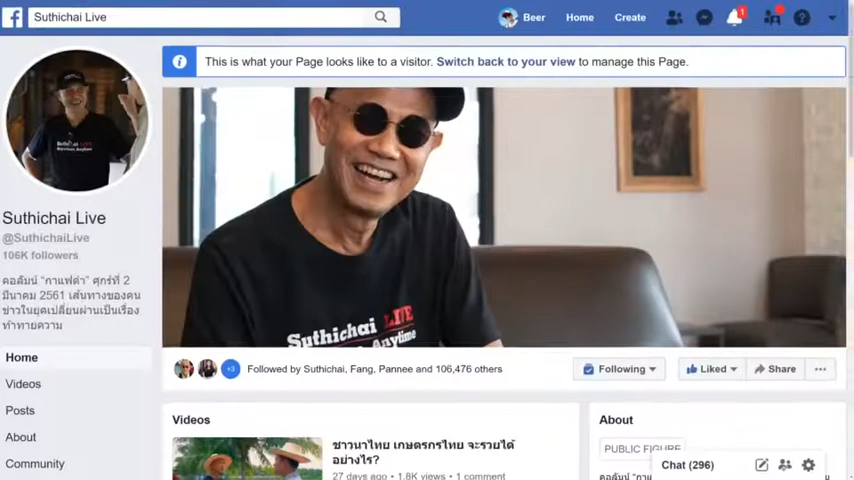 Suthichai Live
Beer
Home
Create
1
This is what your Page looks like to a visitor. Switch back to your view to manage this Page.
Suthichai Live
@SuthichaiLive
106K followers
คอลัมน์ "กาแฟดำ" ศุกร์ที่ 2
มีนาคม 2561 เส้นทางของคน
ข่าวในยุคเปลี่ยนผ่านเป็นเรื่อง
ท้าทายความ
Home
Videos
Posts
About
Community
Suthichai LIVE
Anytime
+3
Followed by Suthichai, Fang, Pannee and 106,476 others
Following
Liked
Share
Videos
ชาวนาไทย เกษตรกรไทย จะรวยได้
อย่างไร?
27 days ago • 1.8K views • 1 comment
About
PUBLIC FIGURE
Chat (296)